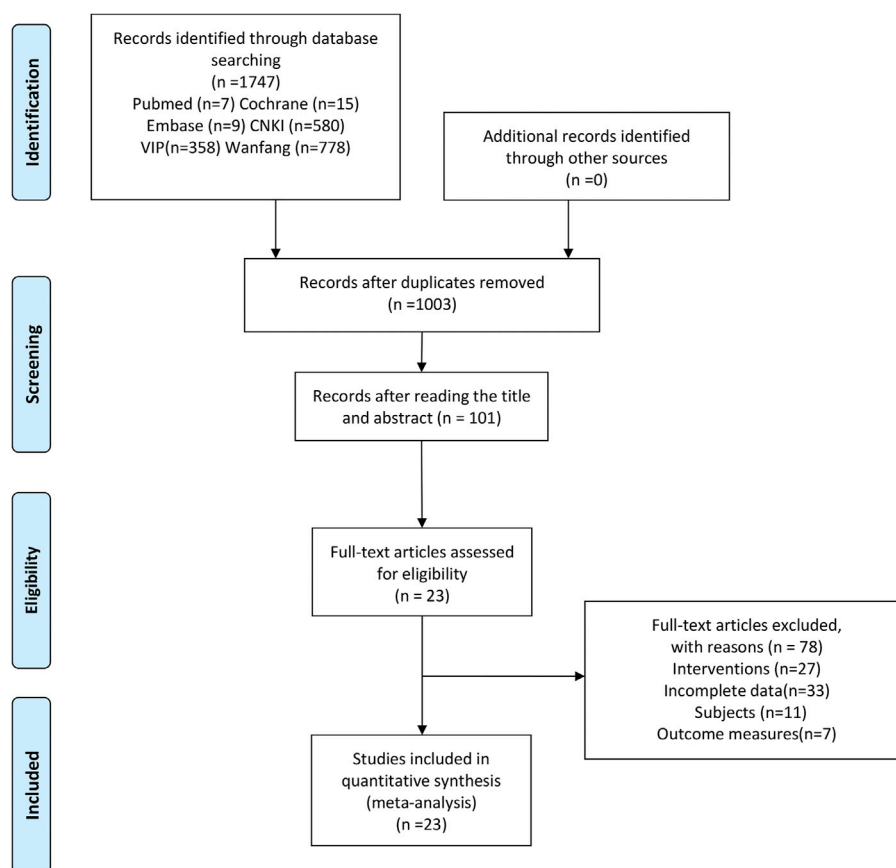 Identification
Records identified through database
searching
(n =1747)
Pubmed (n=7) Cochrane (n=15)
Embase (n=9) CNKI (n=580)
VIP(n=358) Wanfang (n=778)
Additional records identified
through other sources
(n =0)
Records after duplicates removed
(n =1003)
Screening
Records after reading the title
and abstract (n = 101)
Eligibility
Full-text articles assessed
for eligibility
(n = 23)
Full-text articles excluded,
with reasons (n = 78)
Interventions (n=27)
Incomplete data(n=33)
Subjects (n=11)
Outcome measures(n=7)
Included
Studies included in
quantitative synthesis
(meta-analysis)
(n =23)